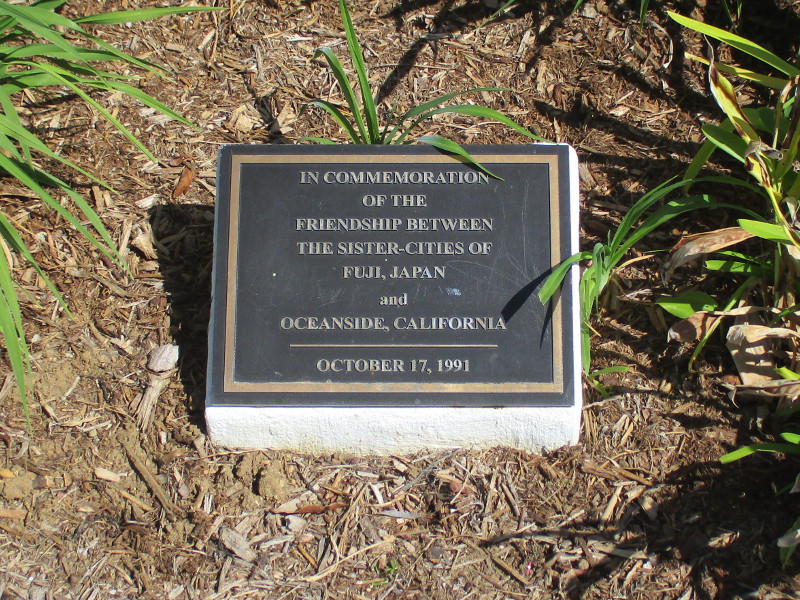 IN COMMEMORATION
OF THE
FRIENDSHIP BETWEEN
THE SISTER-CITIES OF
FUJI, JAPAN
and
OCEANSIDE, CALIFORNIA
OCTOBER 17, 1991